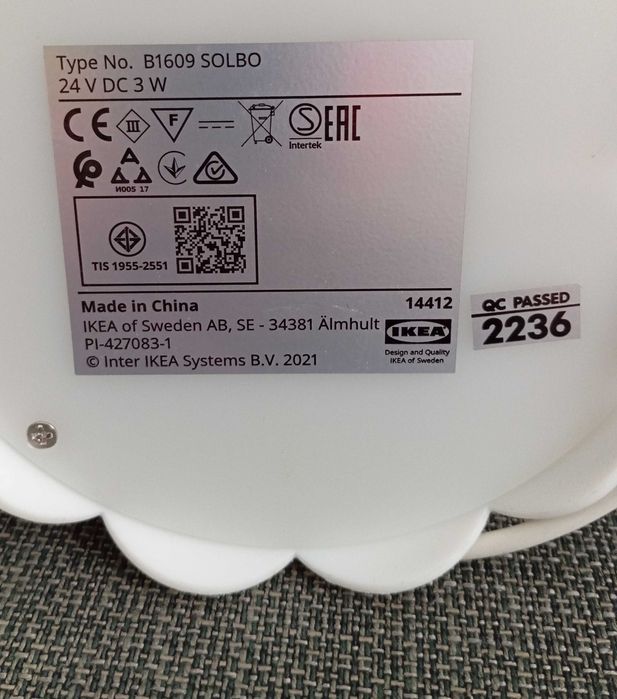 Type No. B1609 SOLBO
24 V DC 3 W
CE III F Intertek EAC
И005 17
TIS 1955-2551
Made in China 14412
IKEA of Sweden AB, SE - 34381 Älmhult
PI-427083-1
© Inter IKEA Systems B.V. 2021
IKEA
Design and Quality
IKEA of Sweden
QC PASSED
2236